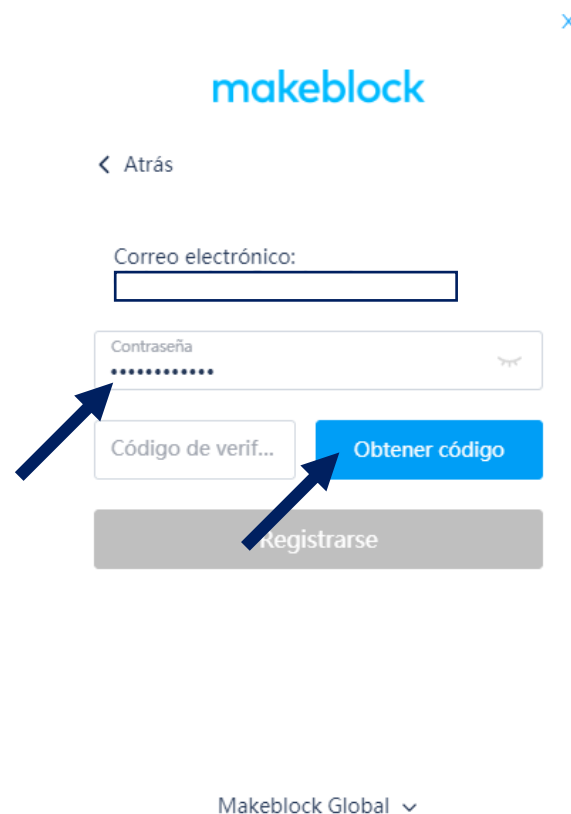 X
makeblock
Atrás
Correo electrónico:
Contraseña
••••••••••••
Código de verif...
Obtener código
Registrarse
Makeblock Global